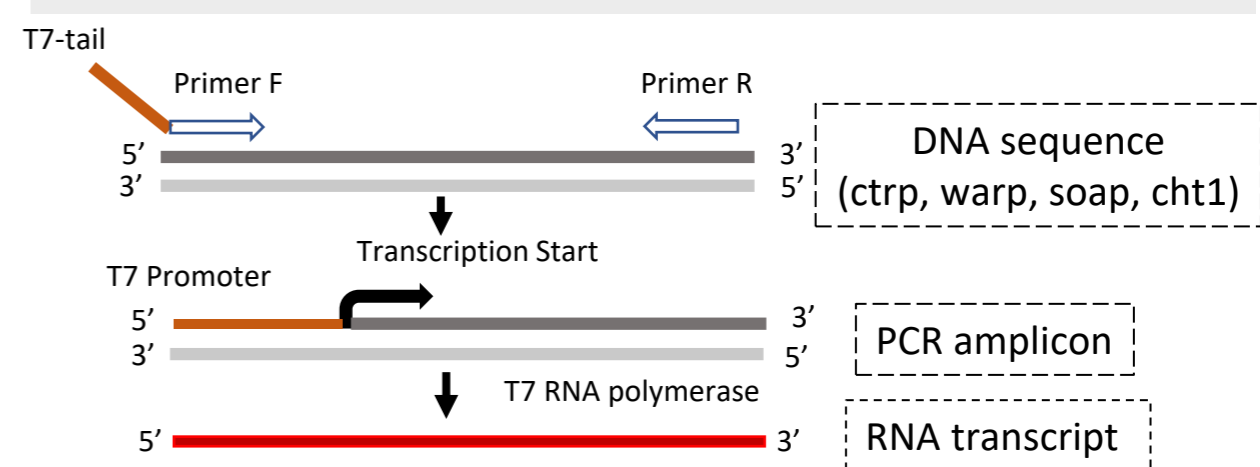 T7-tail
Primer F
Primer R
5’
3’
3’
5’
DNA sequence
(ctrp, warp, soap, cht1)
Transcription Start
T7 Promoter
5’
3’
3’
5’
PCR amplicon
T7 RNA polymerase
5’
3’
RNA transcript